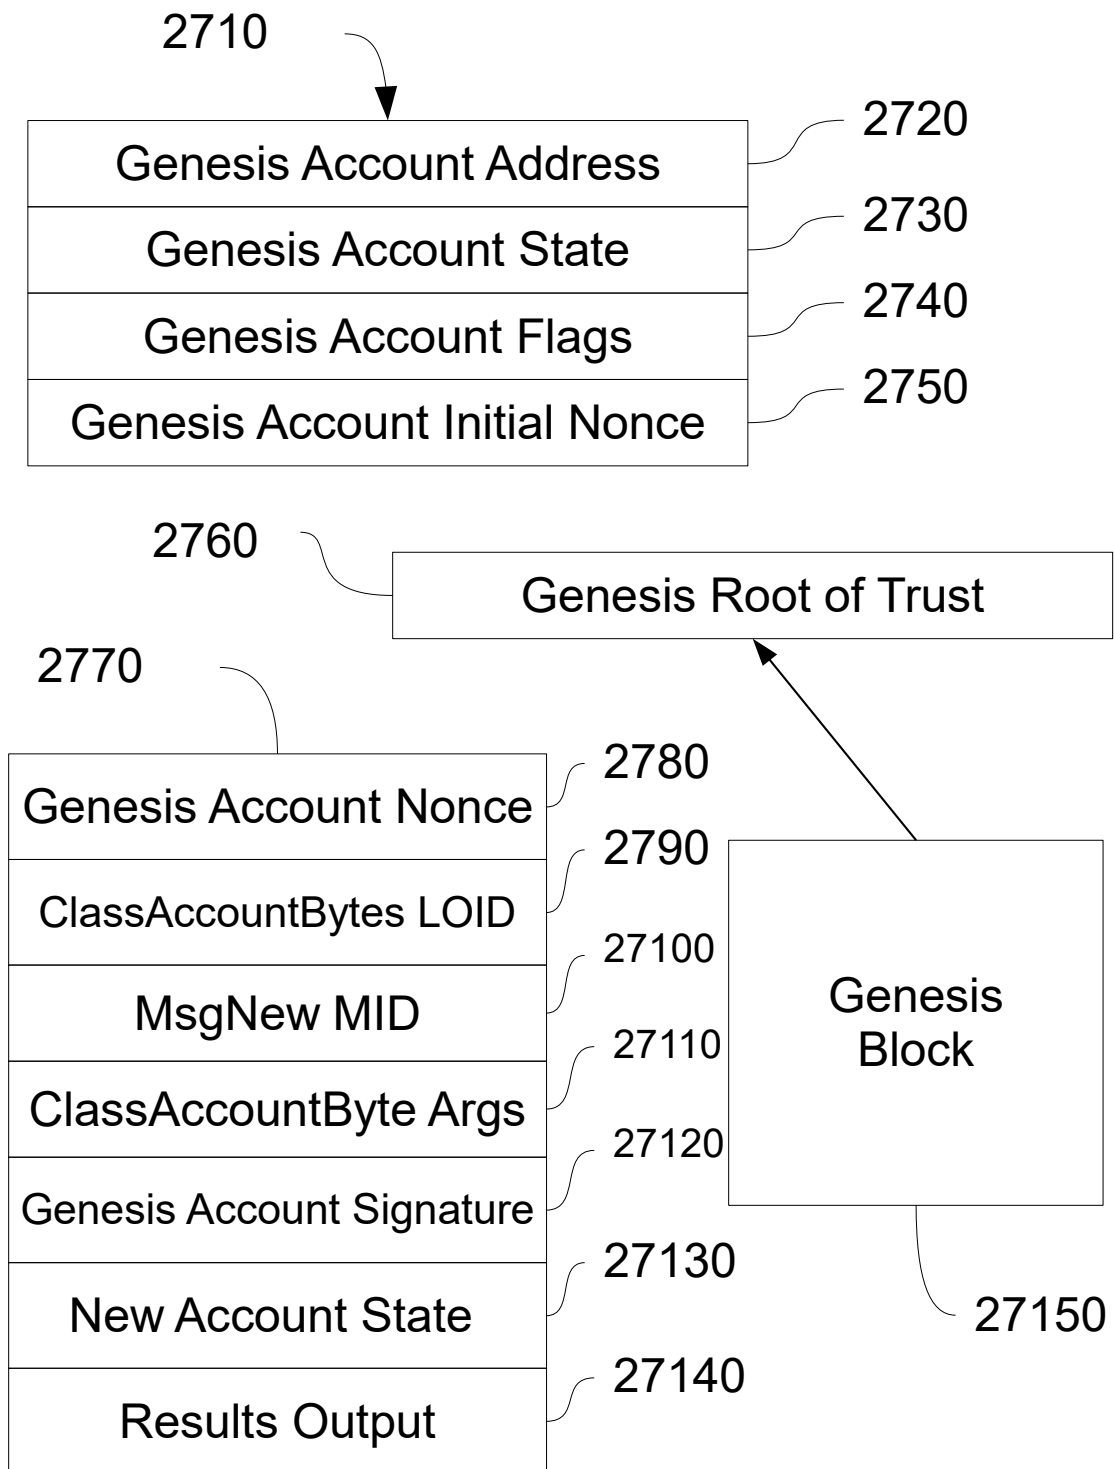 2710
Genesis Account Address
2720
Genesis Account State
2730
Genesis Account Flags
2740
Genesis Account Initial Nonce
2750
2760
Genesis Root of Trust
2770
Genesis Account Nonce
2780
ClassAccountBytes LOID
2790
MsgNew MID
27100
ClassAccountByte Args
27110
Genesis Account Signature
27120
New Account State
27130
Results Output
27140
Genesis
Block
27150